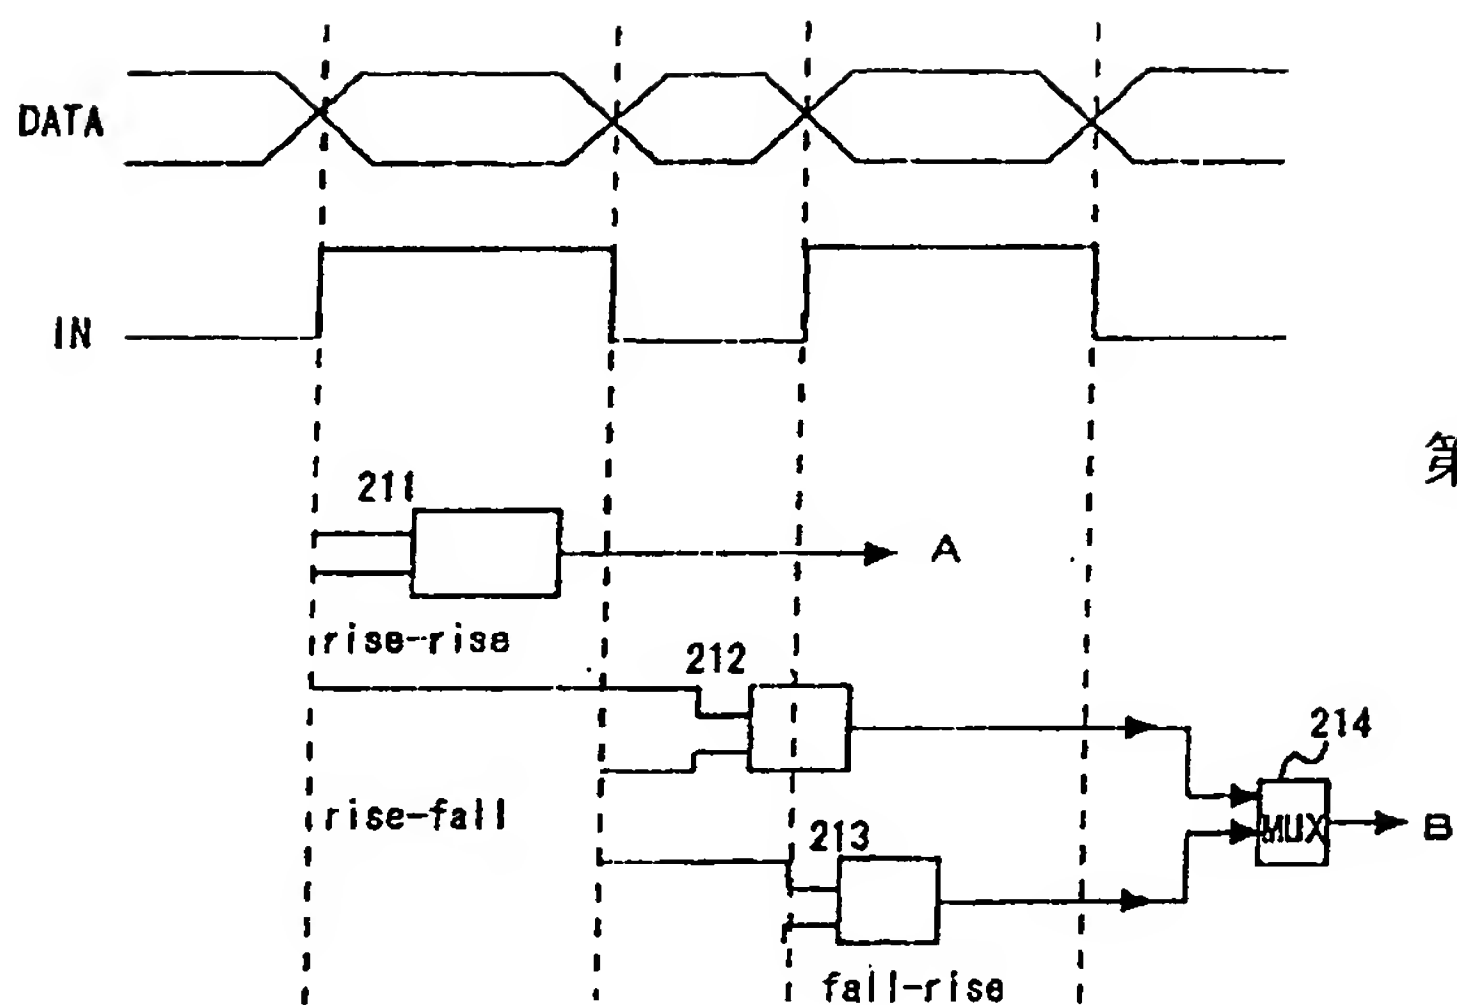 DATA
IN
第
211
A
rise-rise
212
214
rise-fall
MUX
B
213
fall-rise